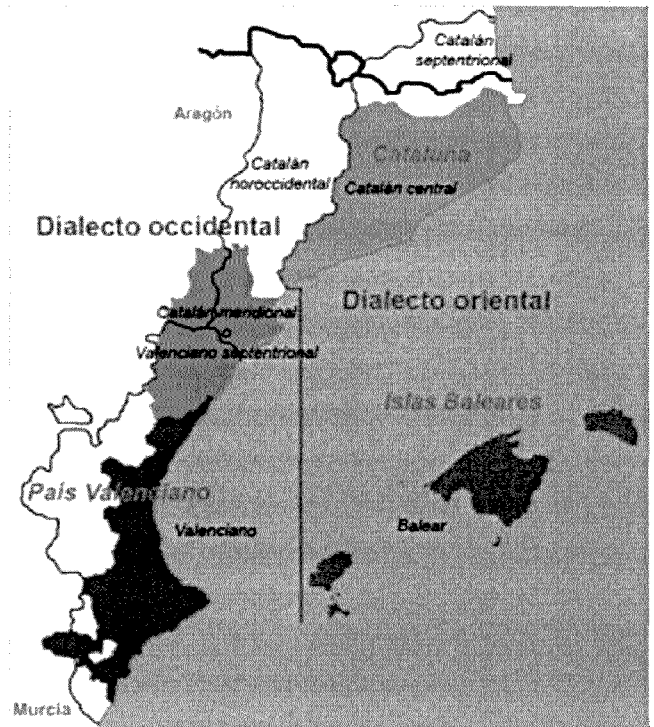 Catalán
septentrional
Aragón
Cataluna
Catalán
noroccidental
Catalán central
Dialecto occidental
Dialecto oriental
Catalán meridional
Valenciano septentrional
Islas Baleares
País Valenciano
Valenciano
Balear
Murcia